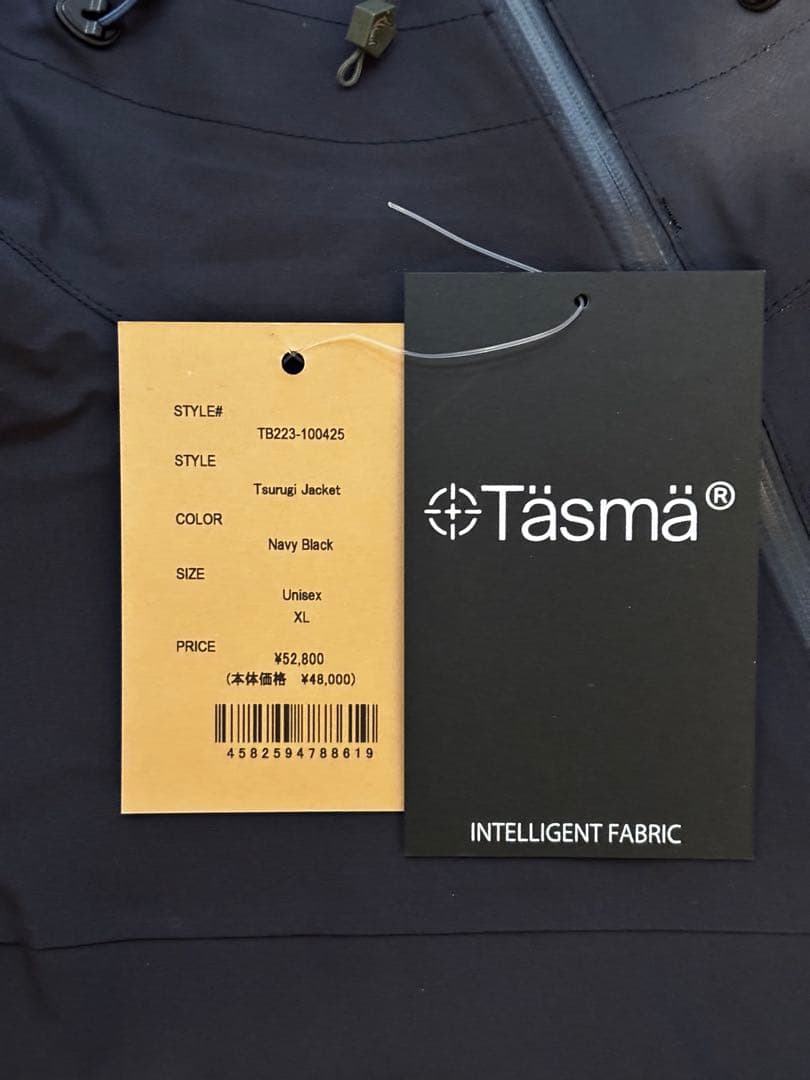 STYLE#
TB223-100425
STYLE
Tsurugi Jacket
COLOR
Navy Black
SIZE
Unisex
XL
PRICE
¥52,800
(本体価格 ¥48,000)
4582594788619
Täsmä®
INTELLIGENT FABRIC